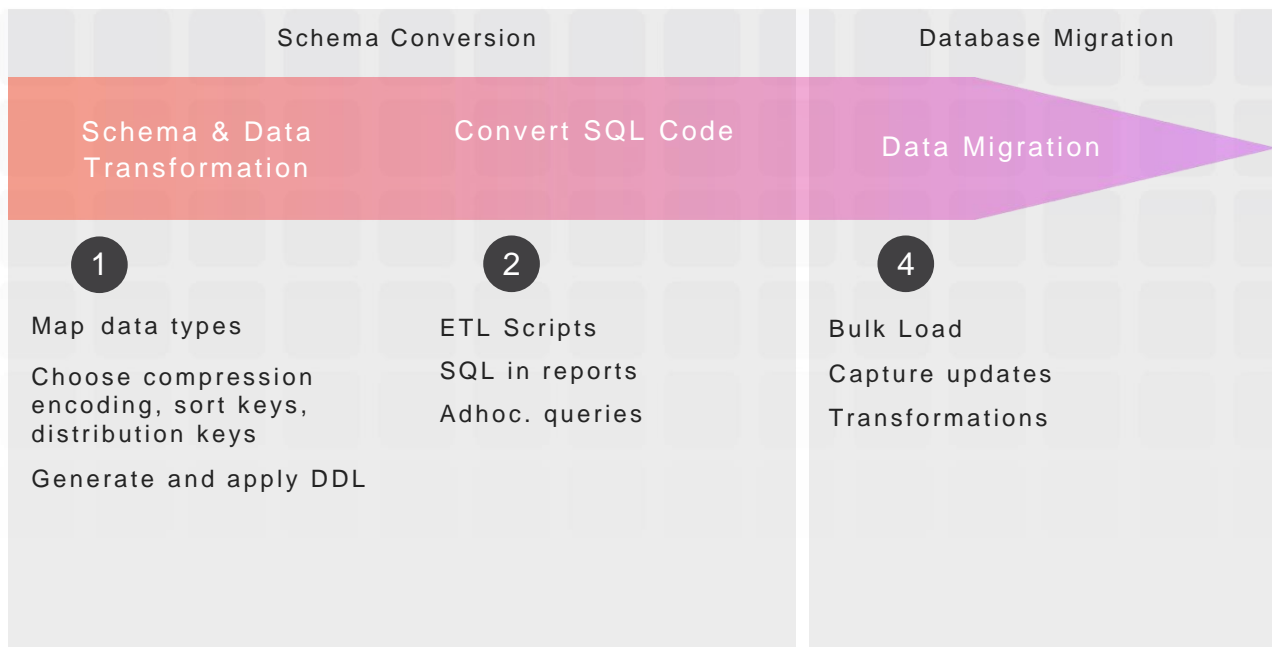 Schema Conversion
Database Migration
Schema & Data
Transformation
Convert SQL Code
Data Migration
1
Map data types
Choose compression
encoding, sort keys,
distribution keys
Generate and apply DDL
2
ETL Scripts
SQL in reports
Adhoc. queries
4
Bulk Load
Capture updates
Transformations